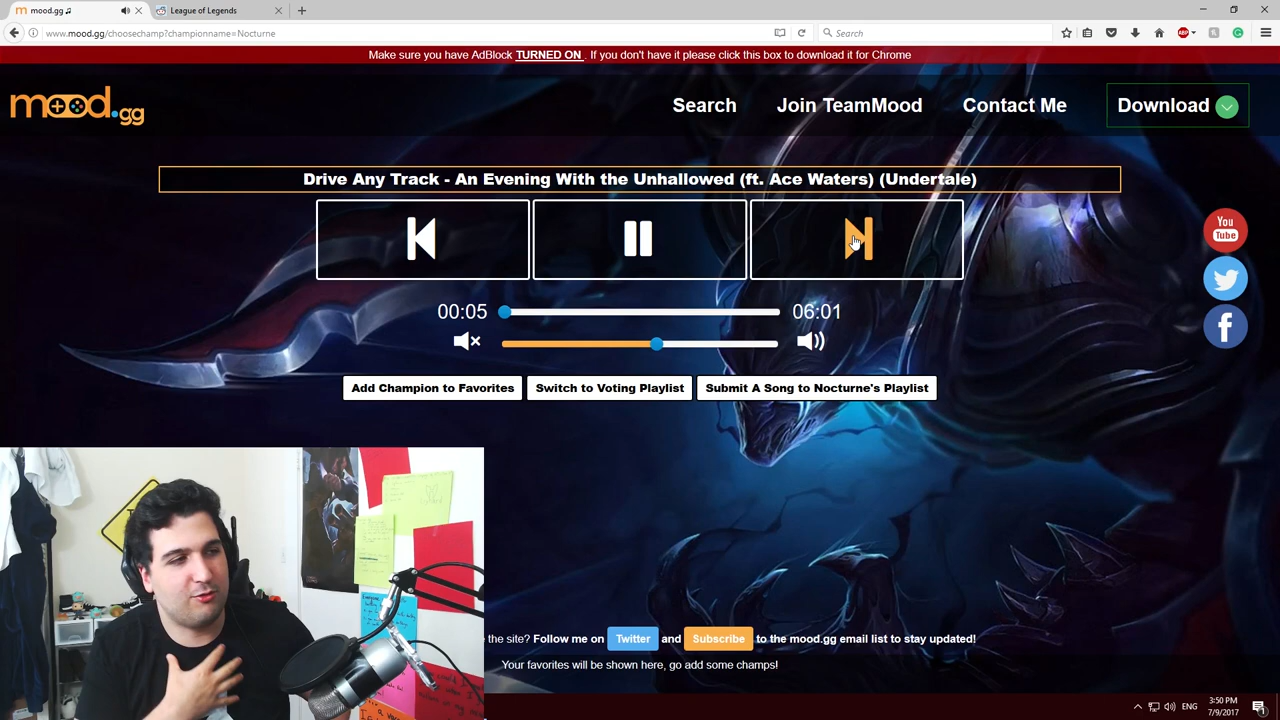 mood.gg
League of Legends
www.mood.gg/choosechamp?championname=Nocturne
Search
ABP
Make sure you have AdBlock TURNED ON . If you don't have it please click this box to download it for Chrome
mood.gg
Search
Join TeamMood
Contact Me
Download
Drive Any Track - An Evening With the Unhallowed (ft. Ace Waters) (Undertale)
You
Tube
00:05
06:01
Add Champion to Favorites
Switch to Voting Playlist
Submit A Song to Nocturne's Playlist
the site? Follow me on Twitter and Subscribe to the mood.gg email list to stay updated!
Your favorites will be shown here, go add some champs!
ENG
3:50 PM
7/9/2017